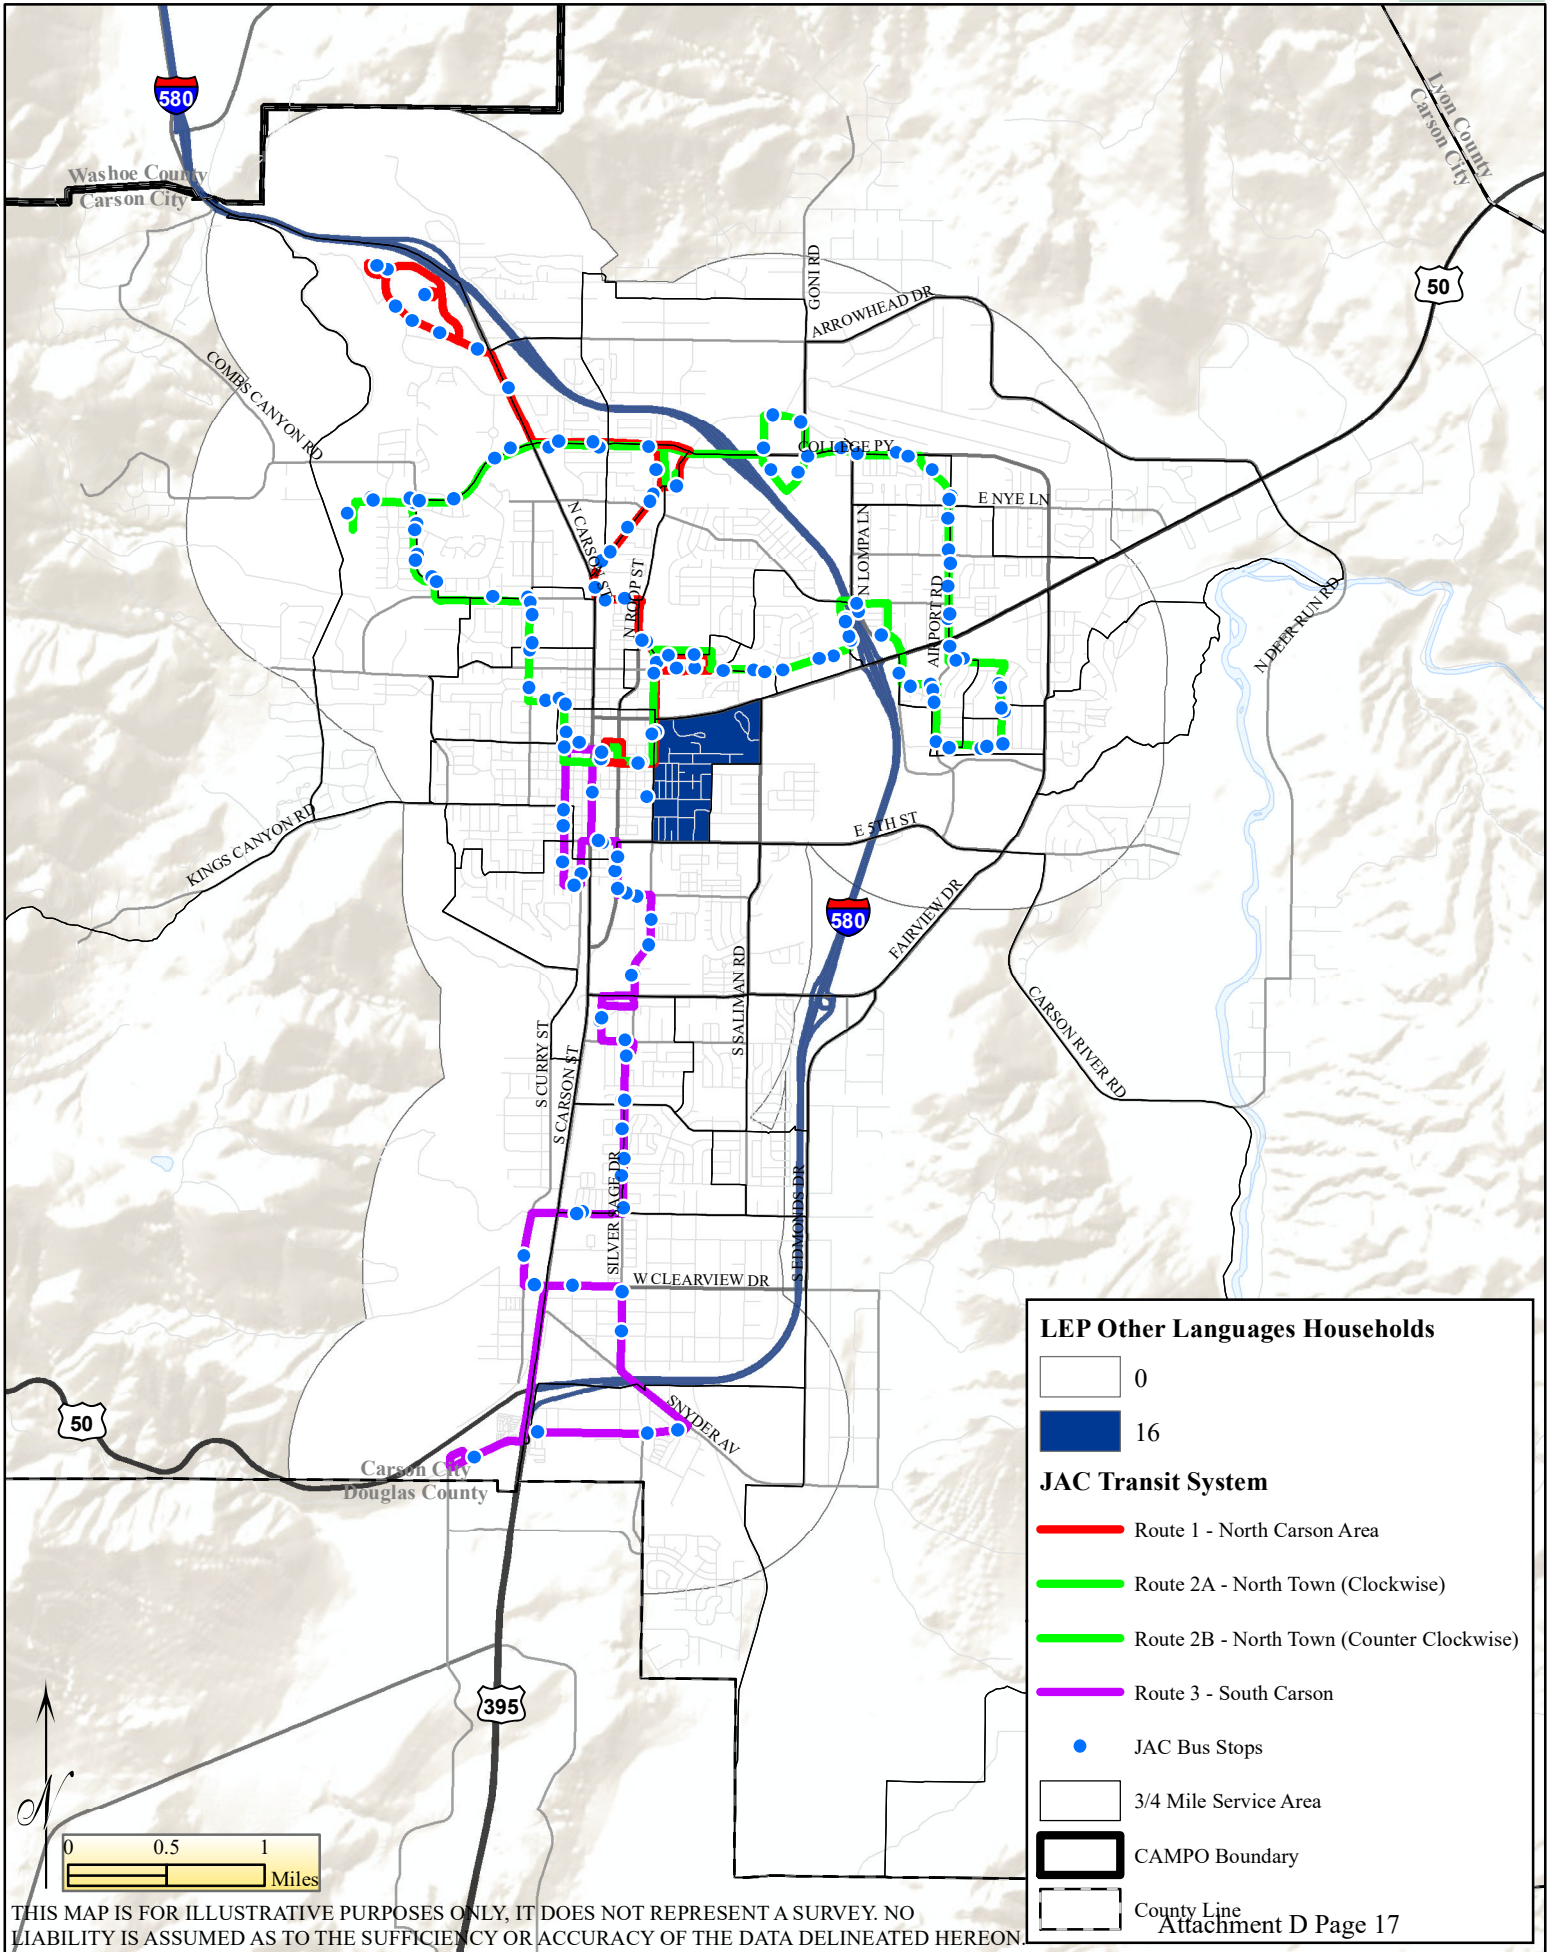 580
Washoe County
Carson City
Lyon County
Carson City
50
GONI RD
ARROWHEAD DR
COMBS CANYON RD
COLLEGE PY
E NYE LN
N CARSON ST
N ROOP ST
N LOMPA LN
AIRPORT RD
N DEER RUN RD
KINGS CANYON RD
E 5TH ST
580
FAIRVIEW DR
S SALIMAN RD
CARSON RIVER RD
S CURRY ST
S CARSON ST
SILVER SAGE DR
S EDMONDS DR
W CLEARVIEW DR
SNYDER AV
50
Carson City
Douglas County
395
LEP Other Languages Households
0
16
JAC Transit System
Route 1 - North Carson Area
Route 2A - North Town (Clockwise)
Route 2B - North Town (Counter Clockwise)
Route 3 - South Carson
JAC Bus Stops
3/4 Mile Service Area
CAMPO Boundary
County Line
Attachment D Page 17
N
0 0.5 1
Miles
THIS MAP IS FOR ILLUSTRATIVE PURPOSES ONLY, IT DOES NOT REPRESENT A SURVEY. NO
LIABILITY IS ASSUMED AS TO THE SUFFICIENCY OR ACCURACY OF THE DATA DELINEATED HEREON.